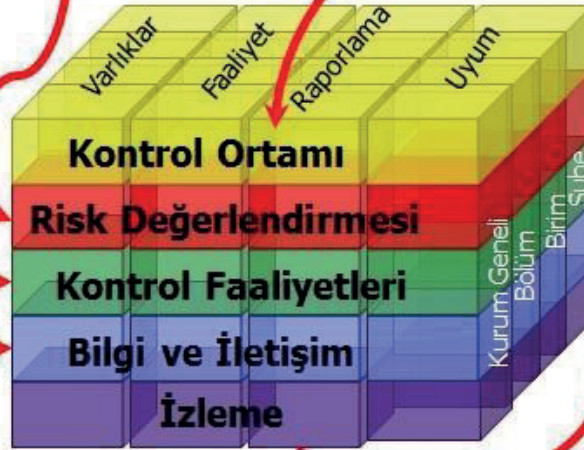 Varlıklar
Faaliyet
Raporlama
Uyum
Kontrol Ortamı
Risk Değerlendirmesi
Kontrol Faaliyetleri
Bilgi ve İletişim
İzleme
Kurum Geneli
Bölüm
Birim
Şube